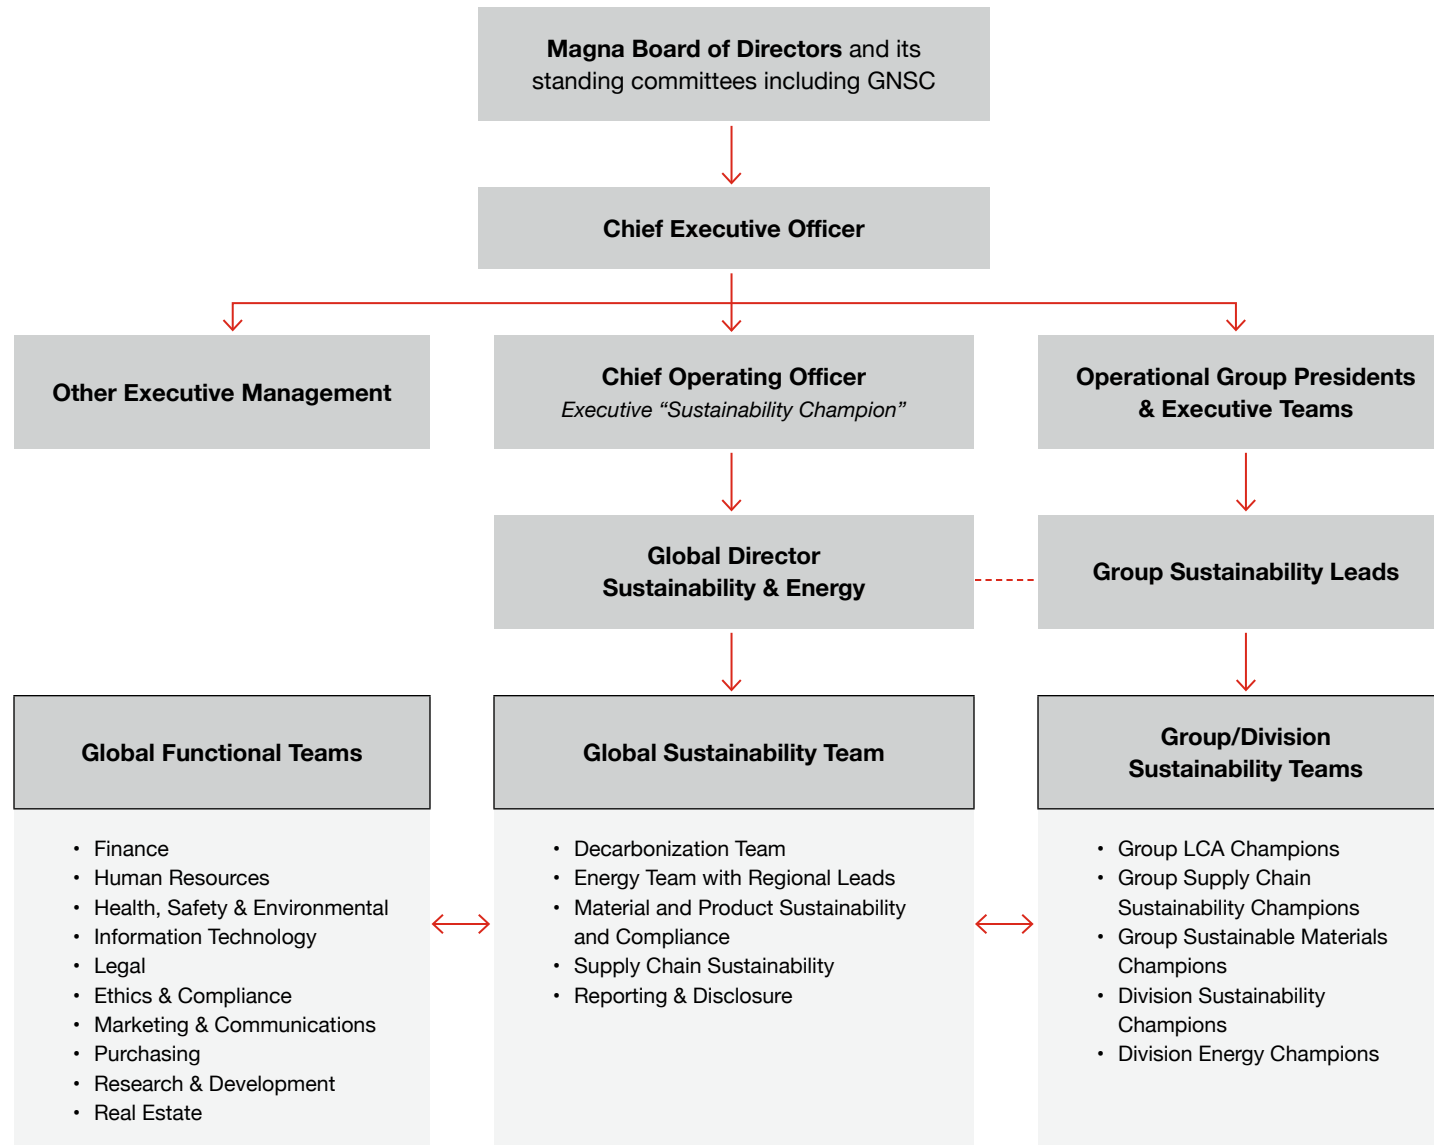 Magna Board of Directors and its
standing committees including GNSC
Chief Executive Officer
Other Executive Management
Chief Operating Officer
Executive “Sustainability Champion”
Operational Group Presidents
& Executive Teams
Global Director
Sustainability & Energy
Group Sustainability Leads
Global Functional Teams
• Finance
• Human Resources
• Health, Safety & Environmental
• Information Technology
• Legal
• Ethics & Compliance
• Marketing & Communications
• Purchasing
• Research & Development
• Real Estate
Global Sustainability Team
• Decarbonization Team
• Energy Team with Regional Leads
• Material and Product Sustainability
and Compliance
• Supply Chain Sustainability
• Reporting & Disclosure
Group/Division
Sustainability Teams
• Group LCA Champions
• Group Supply Chain
Sustainability Champions
• Group Sustainable Materials
Champions
• Division Sustainability
Champions
• Division Energy Champions